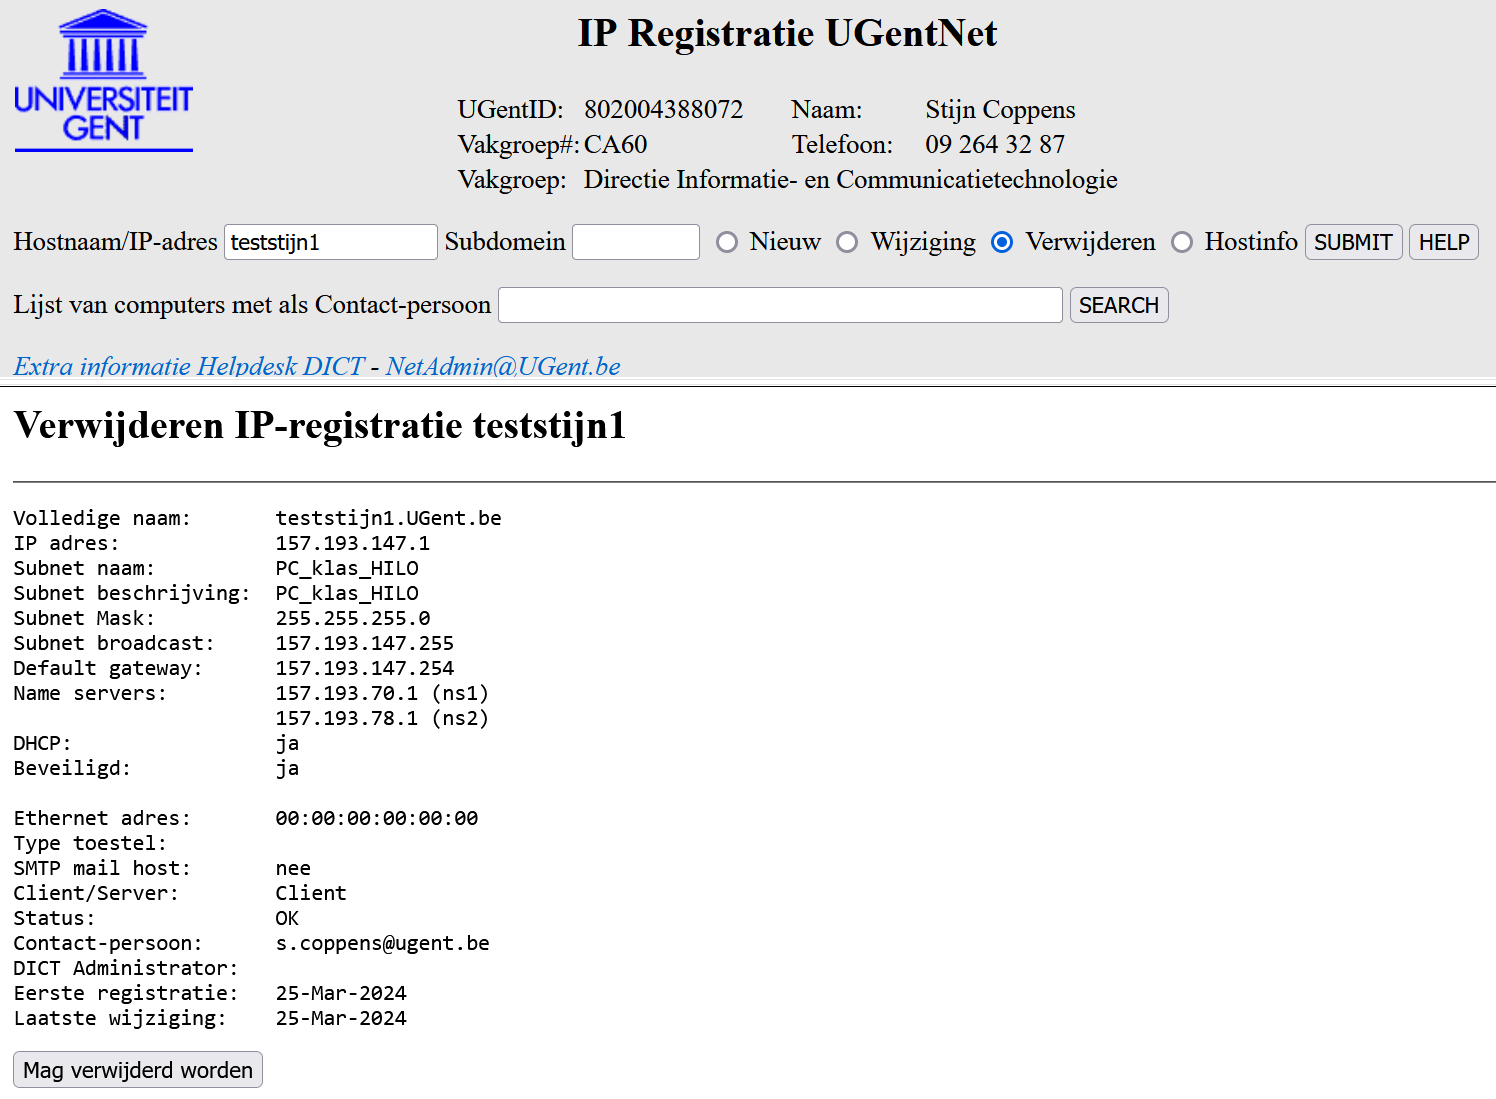 UNIVERSITEIT
GENT
IP Registratie UGentNet
UGentID: 802004388072 Naam: Stijn Coppens
Vakgroep#: CA60 Telefoon: 09 264 32 87
Vakgroep: Directie Informatie- en Communicatietechnologie
Hostnaam/IP-adres teststijn1 Subdomein Nieuw Wijziging Verwijderen Hostinfo SUBMIT HELP
Lijst van computers met als Contact-persoon SEARCH
Extra informatie Helpdesk DICT - NetAdmin@UGent.be
Verwijderen IP-registratie teststijn1
Volledige naam: teststijn1.UGent.be
IP adres: 157.193.147.1
Subnet naam: PC_klas_HILO
Subnet beschrijving: PC_klas_HILO
Subnet Mask: 255.255.255.0
Subnet broadcast: 157.193.147.255
Default gateway: 157.193.147.254
Name servers: 157.193.70.1 (ns1)
157.193.78.1 (ns2)
DHCP: ja
Beveiligd: ja
Ethernet adres: 00:00:00:00:00:00
Type toestel:
SMTP mail host: nee
Client/Server: Client
Status: OK
Contact-persoon: s.coppens@ugent.be
DICT Administrator:
Eerste registratie: 25-Mar-2024
Laatste wijziging: 25-Mar-2024
Mag verwijderd worden